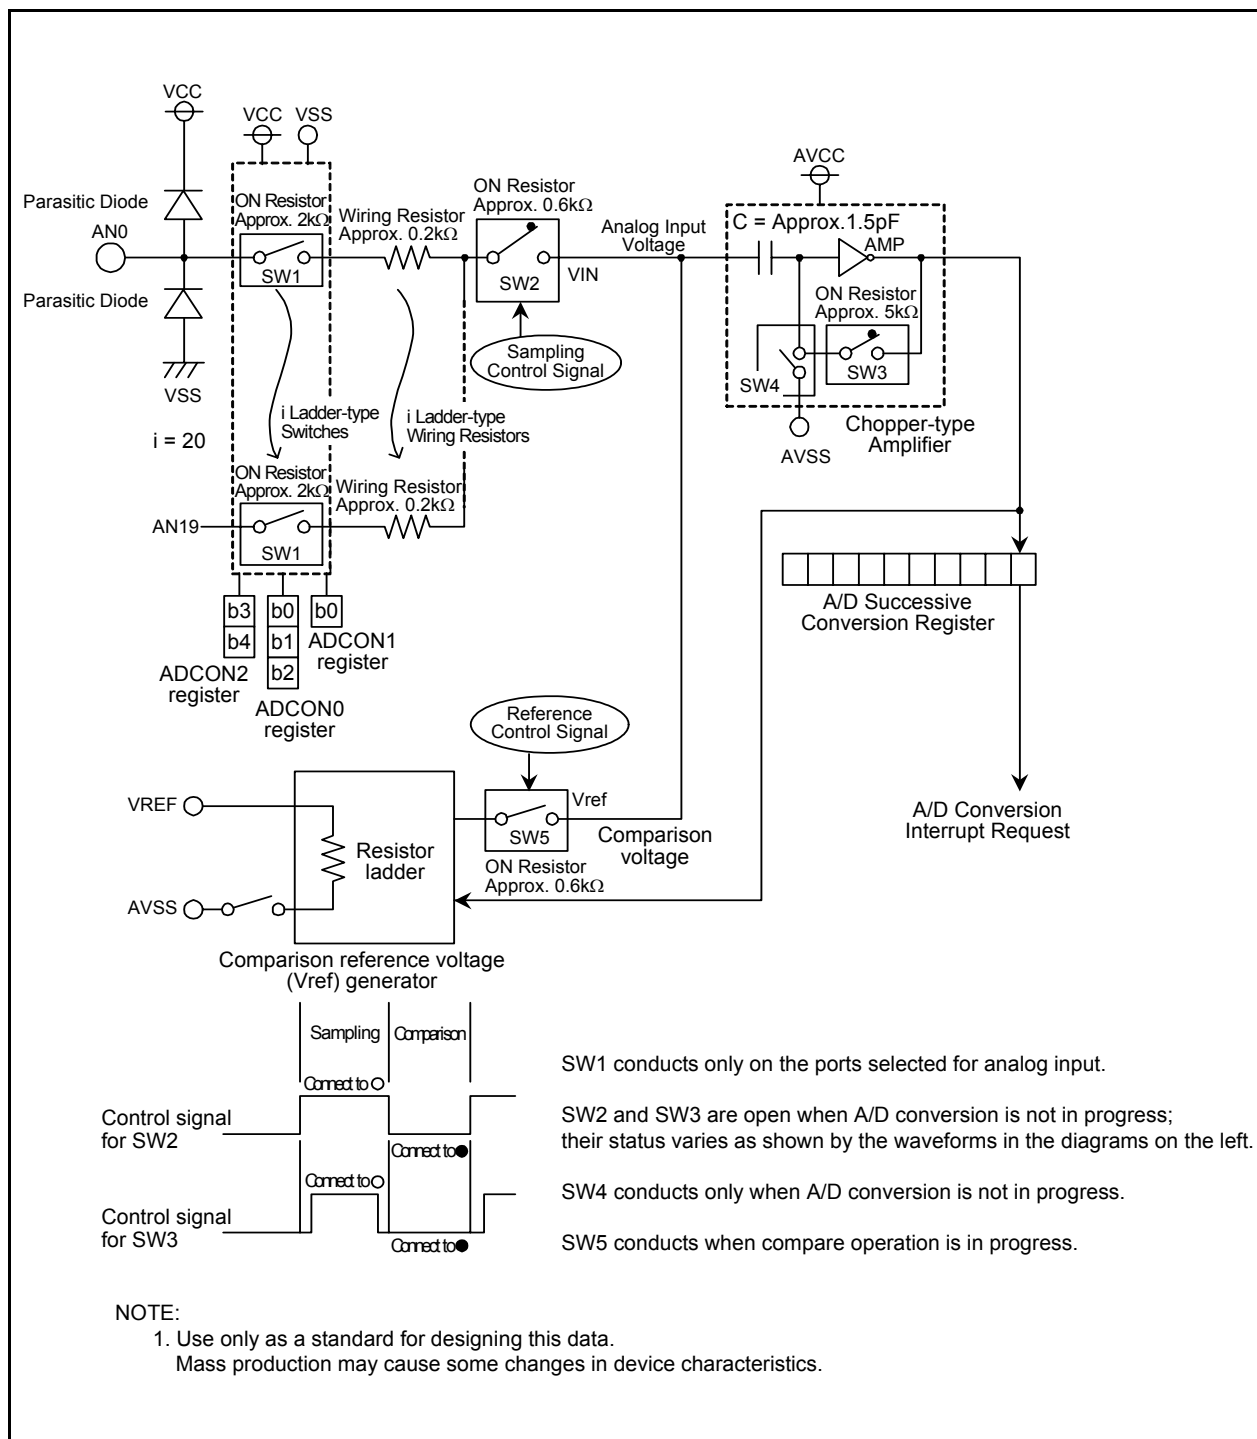 VCC
VCC
VSS
AVCC
Parasitic Diode
AN0
Parasitic Diode
VSS
ON Resistor
Approx. 2kΩ
SW1
Wiring Resistor
Approx. 0.2kΩ
ON Resistor
Approx. 0.6kΩ
SW2
VIN
Analog Input
Voltage
Sampling
Control Signal
C = Approx.1.5pF
AMP
ON Resistor
Approx. 5kΩ
SW3
SW4
AVSS
Chopper-type
Amplifier
i = 20
i Ladder-type
Switches
i Ladder-type
Wiring Resistors
ON Resistor
Approx. 2kΩ
Wiring Resistor
Approx. 0.2kΩ
AN19
SW1
b3
b4
b0
b1
b2
b0
ADCON2
register
ADCON0
register
ADCON1
register
A/D Successive
Conversion Register
A/D Conversion
Interrupt Request
Reference
Control Signal
VREF
AVSS
Resistor
ladder
Vref
SW5
Comparison
voltage
ON Resistor
Approx. 0.6kΩ
Comparison reference voltage
(Vref) generator
Sampling
Comparison
Connect to
Control signal
for SW2
Connect to
Connect to
Control signal
for SW3
Connect to
SW1 conducts only on the ports selected for analog input.
SW2 and SW3 are open when A/D conversion is not in progress;
their status varies as shown by the waveforms in the diagrams on the left.
SW4 conducts only when A/D conversion is not in progress.
SW5 conducts when compare operation is in progress.
NOTE:
1. Use only as a standard for designing this data.
Mass production may cause some changes in device characteristics.